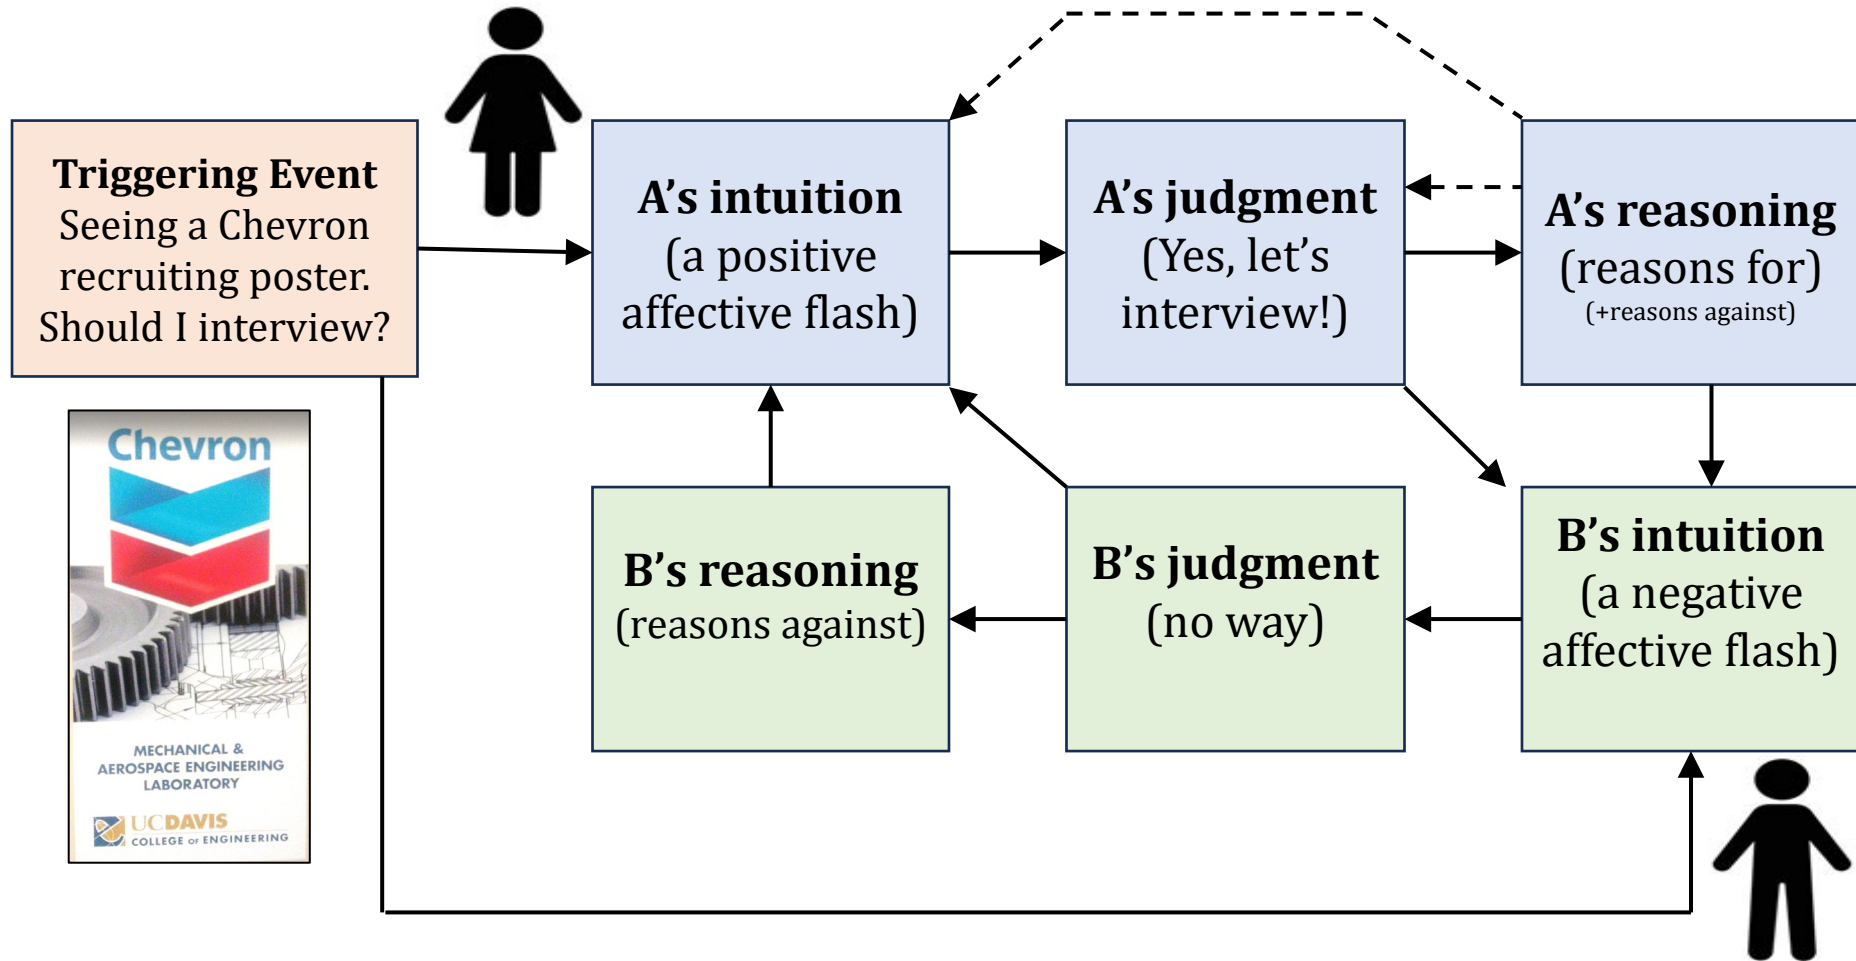 Triggering Event
Seeing a Chevron
recruiting poster.
Should I interview?
A’s intuition
(a positive
affective flash)
A’s judgment
(Yes, let’s
interview!)
A’s reasoning
(reasons for)
(+reasons against)
B’s reasoning
(reasons against)
B’s judgment
(no way)
B’s intuition
(a negative
affective flash)
Chevron
MECHANICAL &
AEROSPACE ENGINEERING
LABORATORY
UCDAVIS
COLLEGE OF ENGINEERING